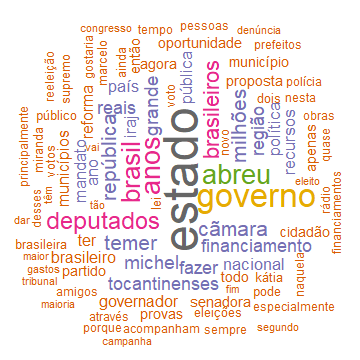 congresso tempo pessoas
denúncia
reeleição supremo gostaria marcelo ainda então oportunidade prefeitos
agora pública brasileiros município
país voto proposta polícia
reforma reais grande milhões dois nesta
principalmente público irajá novo região política recursos obras
miranda votos municípios mandato ano república brasil anos lei estado apenas quase
têm vai
desses tão abreu eleito
dar governo rádio financiamentos
deputados câmara cidadão
brasileira ter temer financiamento naquela
maior brasileiro michel fazer nacional
gastos partido todo kátia
tribunal tocantinenses fim pode
amigos governador senadora especialmente
maioria através provas eleições
porque acompanham sempre segundo
campanha